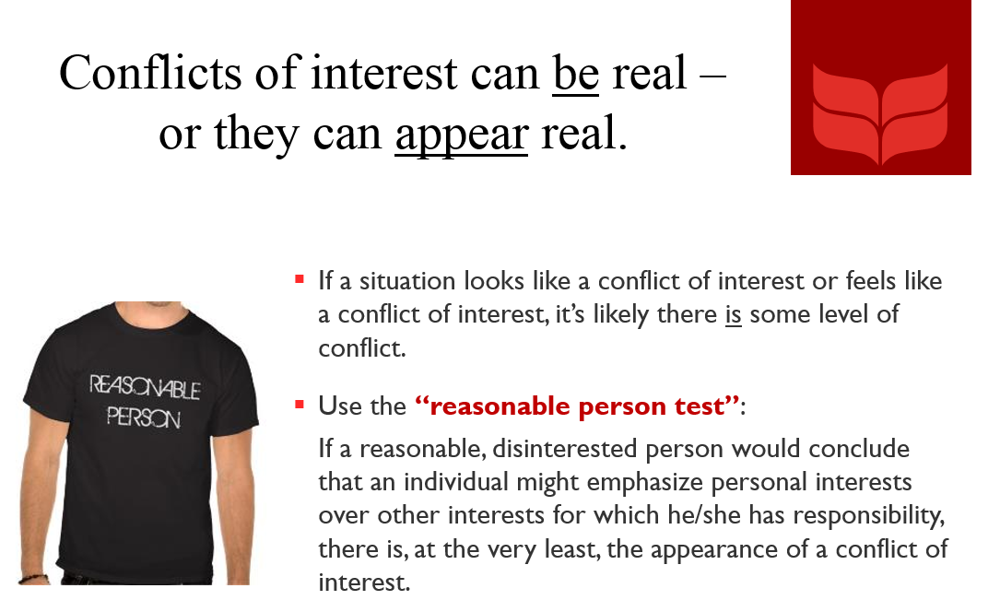 Conflicts of interest can be real –
or they can appear real.
If a situation looks like a conflict of interest or feels like
a conflict of interest, it’s likely there is some level of
conflict.
REASONABLE
PERSON
Use the “reasonable person test”:
If a reasonable, disinterested person would conclude
that an individual might emphasize personal interests
over other interests for which he/she has responsibility,
there is, at the very least, the appearance of a conflict of
interest.